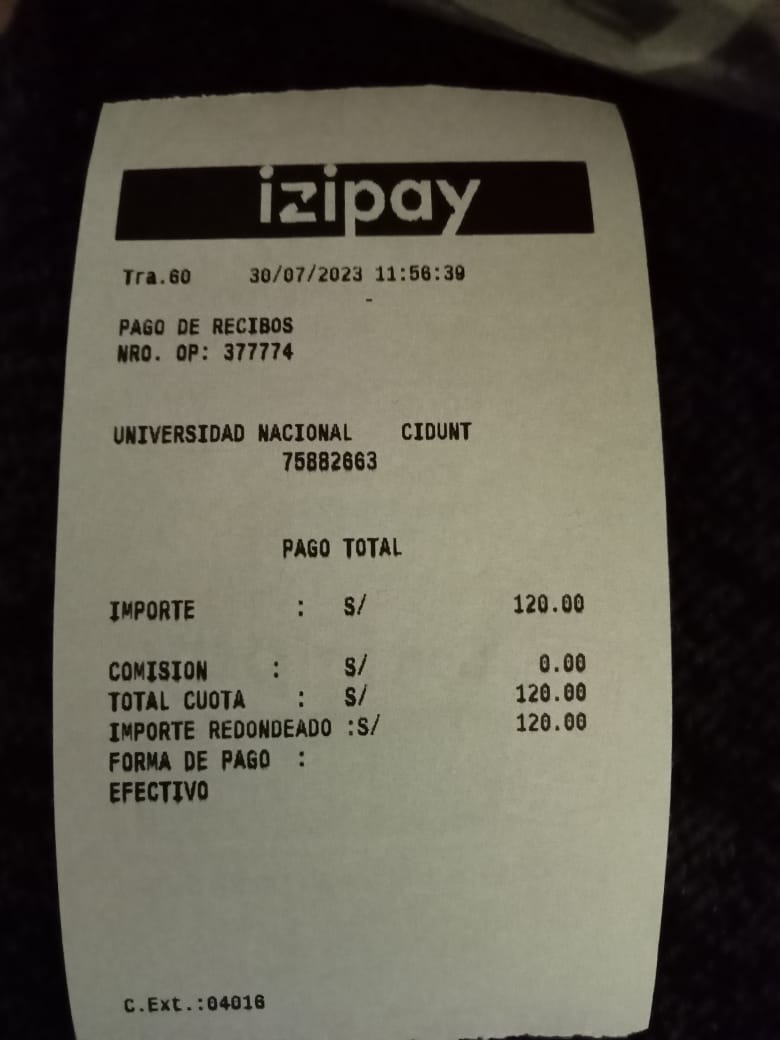 izipay
Tra.60 30/07/2023 11:56:39
-
PAGO DE RECIBOS
NRO. OP: 377774
UNIVERSIDAD NACIONAL CIDUNT
75882663
PAGO TOTAL
IMPORTE : S/ 120.00
COMISION : S/ 0.00
TOTAL CUOTA : S/ 120.00
IMPORTE REDONDEADO :S/ 120.00
FORMA DE PAGO :
EFECTIVO
C.Ext.:04016